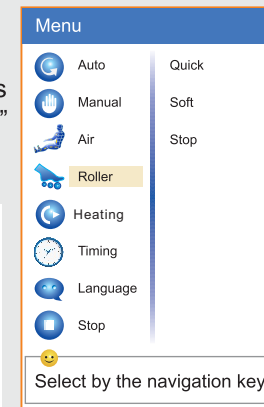 Menu
s
”
Auto
Manual
Air
Roller
Heating
Timing
Language
Stop
Quick
Soft
Stop
Select by the navigation key